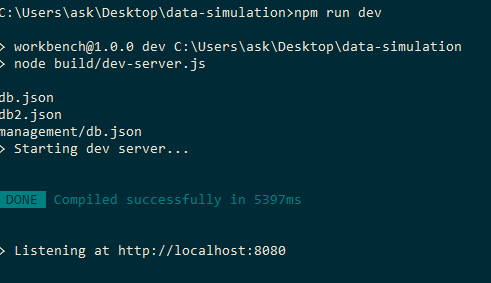 C:\Users\ask\Desktop\data-simulation>npm run dev
> workbench@1.0.0 dev C:\Users\ask\Desktop\data-simulation
> node build/dev-server.js
db.json
db2.json
management/db.json
> Starting dev server...
DONE Compiled successfully in 5397ms
> Listening at http://localhost:8080